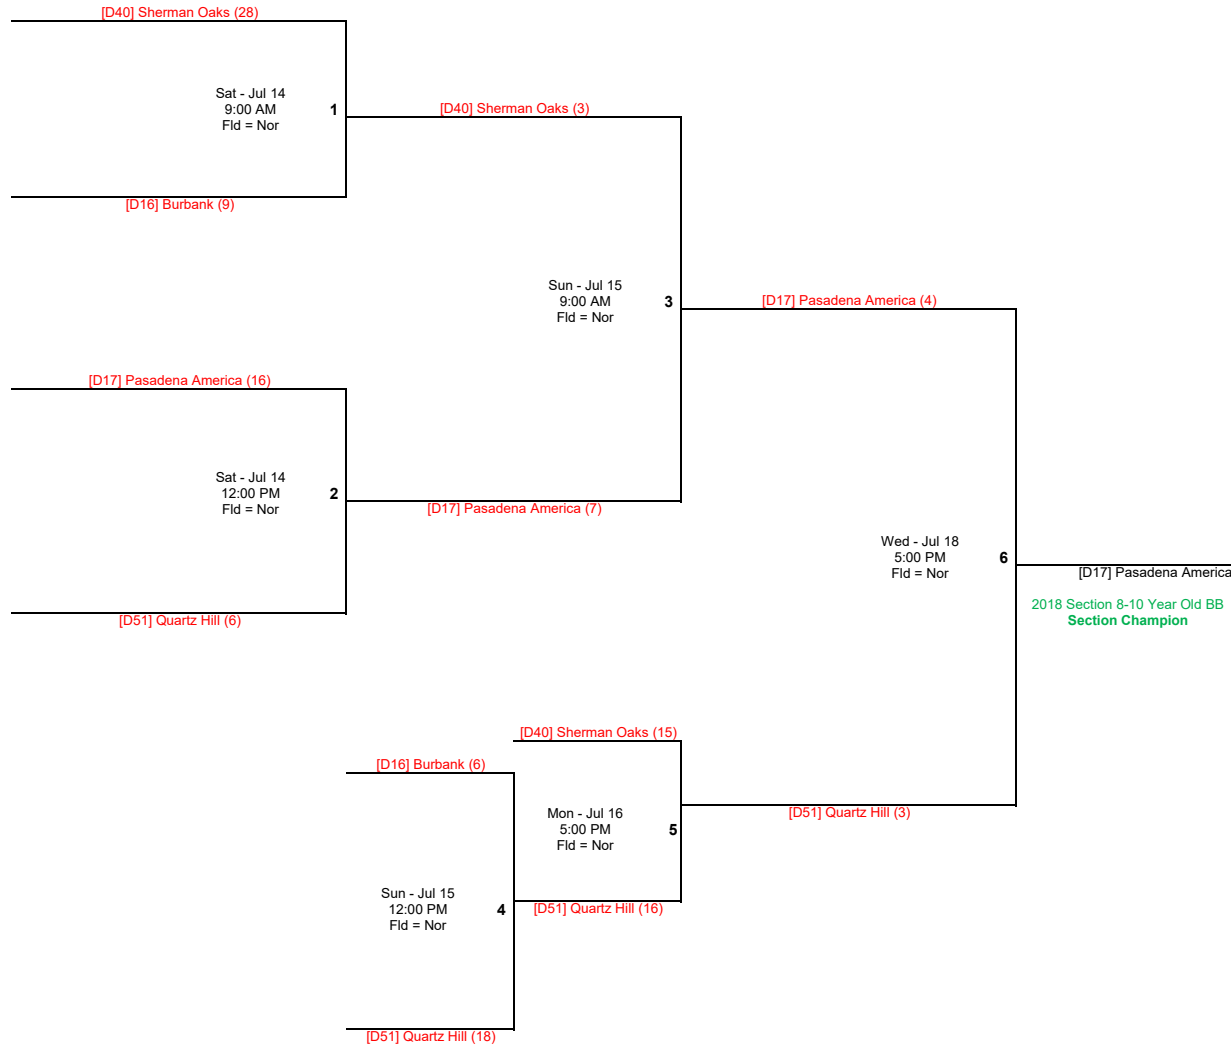 [D40] Sherman Oaks (28)
Sat - Jul 14
9:00 AM
Fld = Nor
1
[D40] Sherman Oaks (3)
[D16] Burbank (9)
Sun - Jul 15
9:00 AM
Fld = Nor
3
[D17] Pasadena America (4)
[D17] Pasadena America (16)
Sat - Jul 14
12:00 PM
Fld = Nor
2
[D17] Pasadena America (7)
[D51] Quartz Hill (6)
Wed - Jul 18
5:00 PM
Fld = Nor
6
[D17] Pasadena America
2018 Section 8-10 Year Old BB
Section Champion
[D40] Sherman Oaks (15)
[D16] Burbank (6)
Mon - Jul 16
5:00 PM
Fld = Nor
5
[D51] Quartz Hill (3)
Sun - Jul 15
12:00 PM
Fld = Nor
4
[D51] Quartz Hill (16)
[D51] Quartz Hill (18)